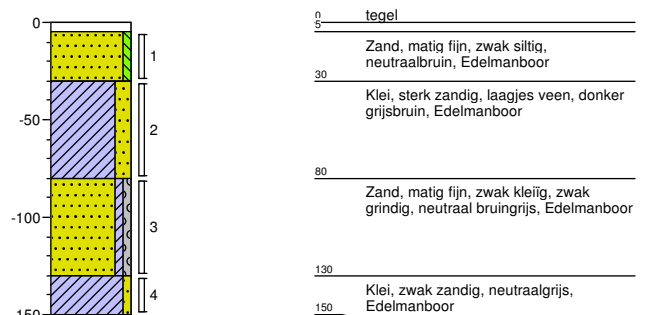 0
-50
-100
-150
1
2
3
4
0
tegel
5
Zand, matig fijn, zwak siltig,
neutraalbruin, Edelmanboor
30
Klei, sterk zandig, laagjes veen, donker
grijsbruin, Edelmanboor
80
Zand, matig fijn, zwak kleiïg, zwak
grindig, neutraal bruingrijs, Edelmanboor
130
Klei, zwak zandig, neutraalgrijs,
Edelmanboor
150